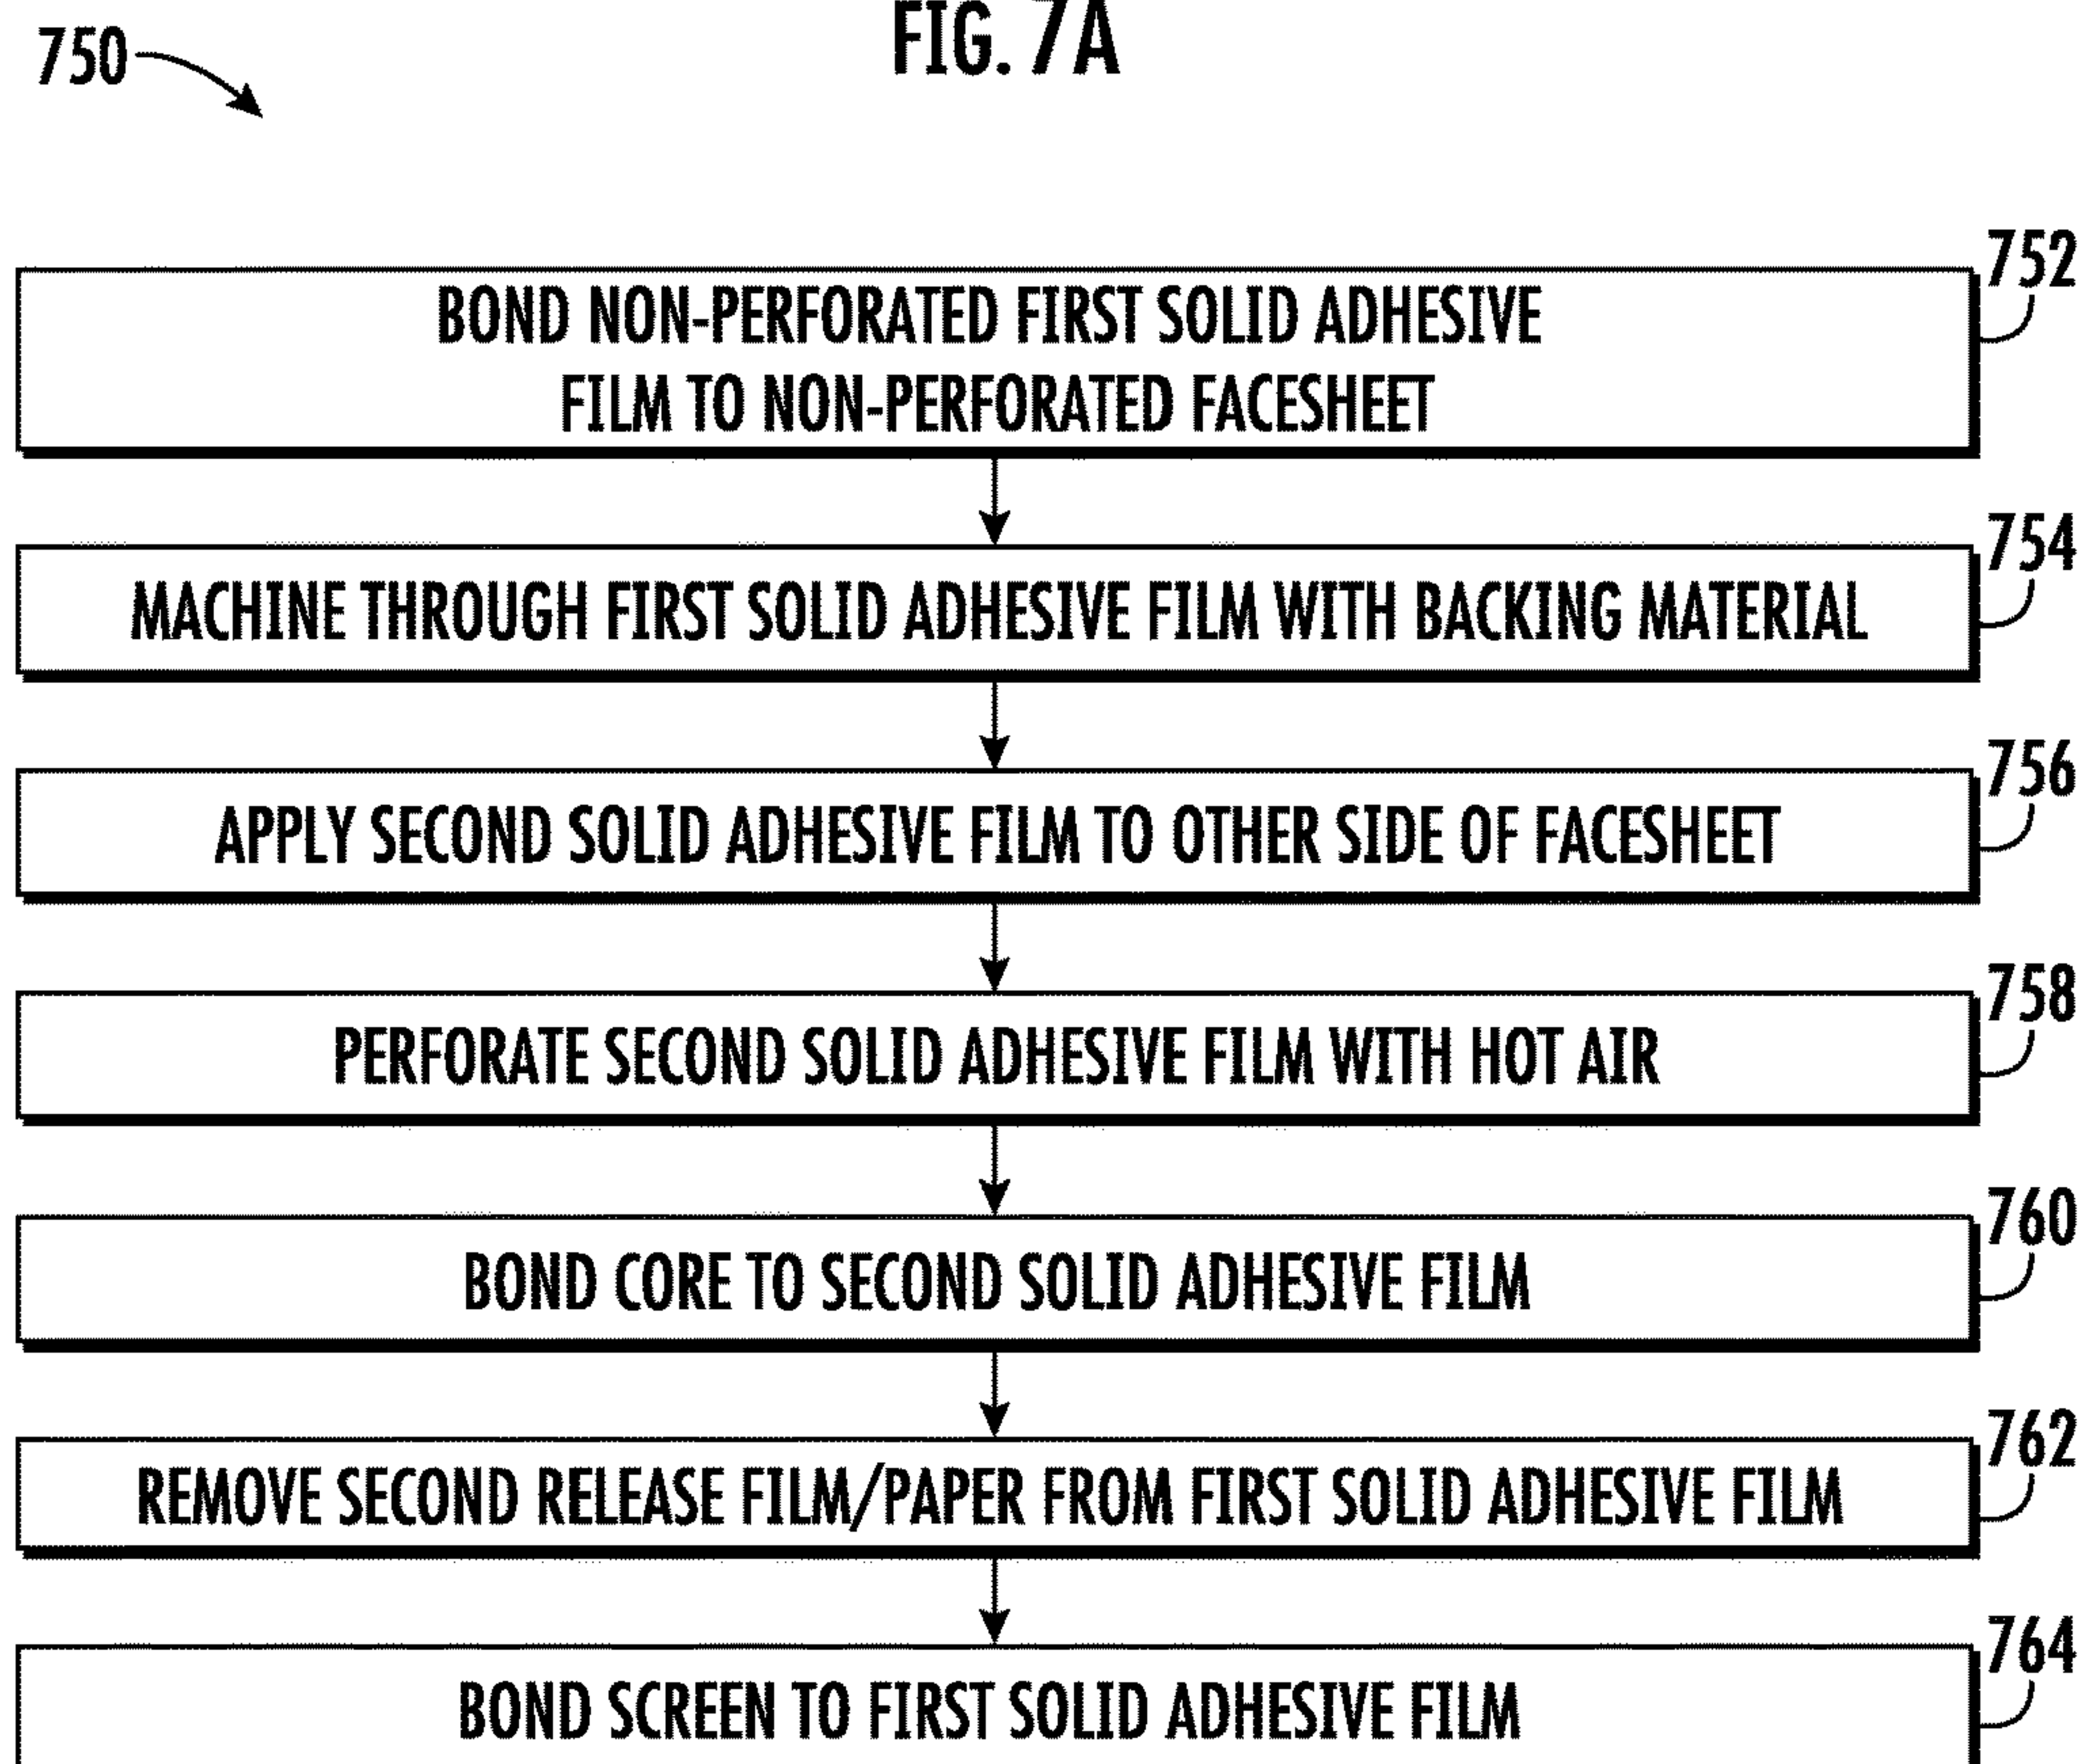 FIG. 7A
750
752
BOND NON-PERFORATED FIRST SOLID ADHESIVE
FILM TO NON-PERFORATED FACESHEET
754
MACHINE THROUGH FIRST SOLID ADHESIVE FILM WITH BACKING MATERIAL
756
APPLY SECOND SOLID ADHESIVE FILM TO OTHER SIDE OF FACESHEET
758
PERFORATE SECOND SOLID ADHESIVE FILM WITH HOT AIR
760
BOND CORE TO SECOND SOLID ADHESIVE FILM
762
REMOVE SECOND RELEASE FILM/PAPER FROM FIRST SOLID ADHESIVE FILM
764
BOND SCREEN TO FIRST SOLID ADHESIVE FILM